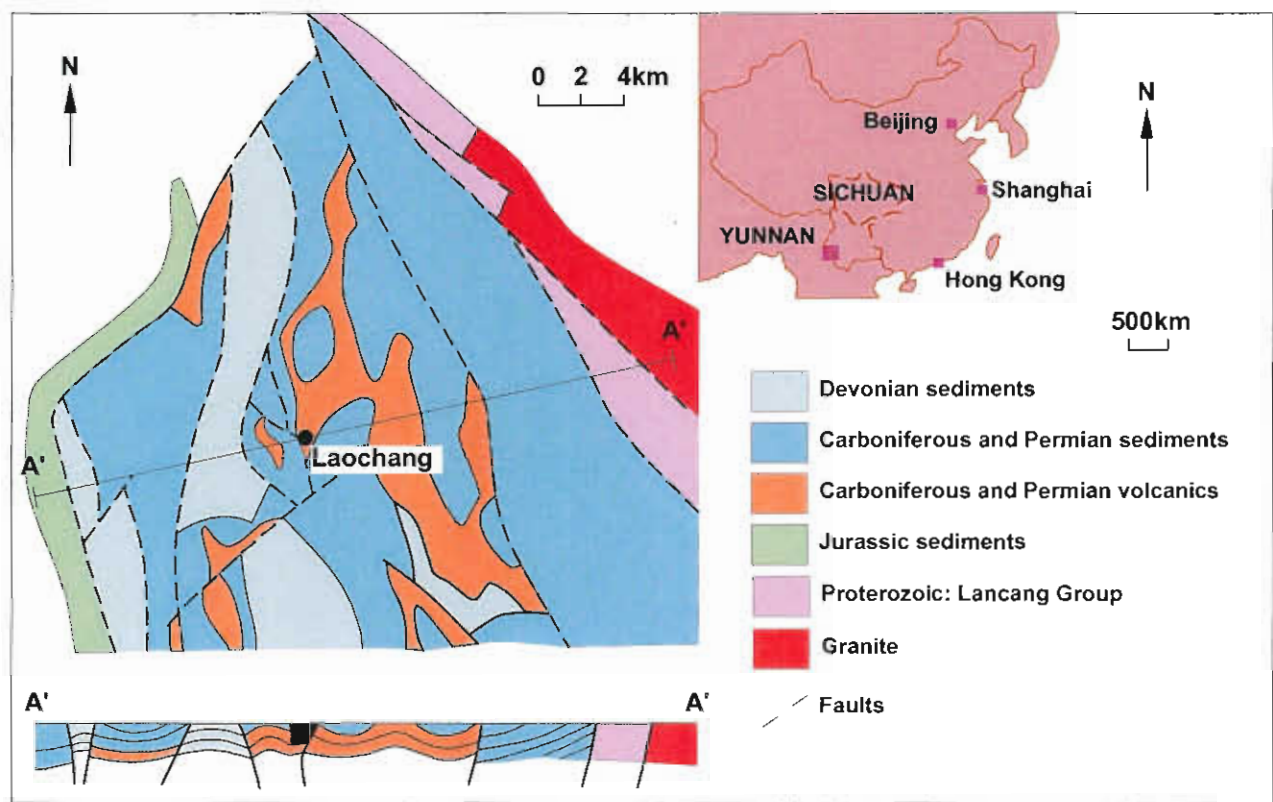 N
0 2 4km
A'
A'
Laochang
N
Beijing
Shanghai
SICHUAN
YUNNAN
Hong Kong
500km
Devonian sediments
Carboniferous and Permian sediments
Carboniferous and Permian volcanics
Jurassic sediments
Proterozoic: Lancang Group
Granite
Faults
A'
A'